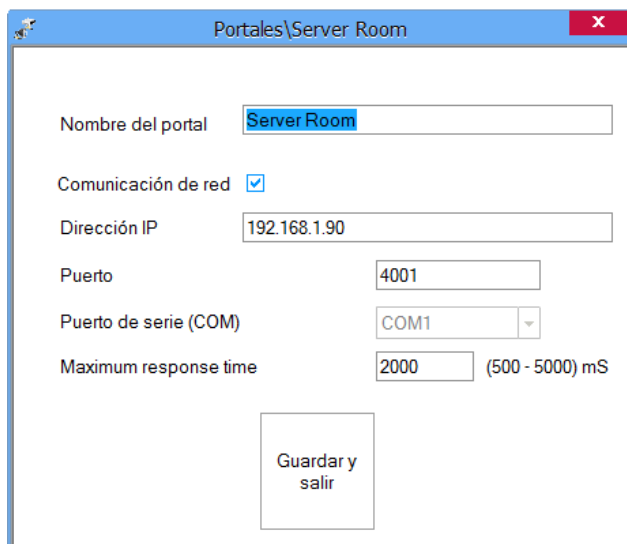 Portales\Server Room
x
Nombre del portal Server Room
Comunicación de red
Dirección IP 192.168.1.90
Puerto 4001
Puerto de serie (COM) COM1
Maximum response time 2000 (500 - 5000) mS
Guardar y
salir